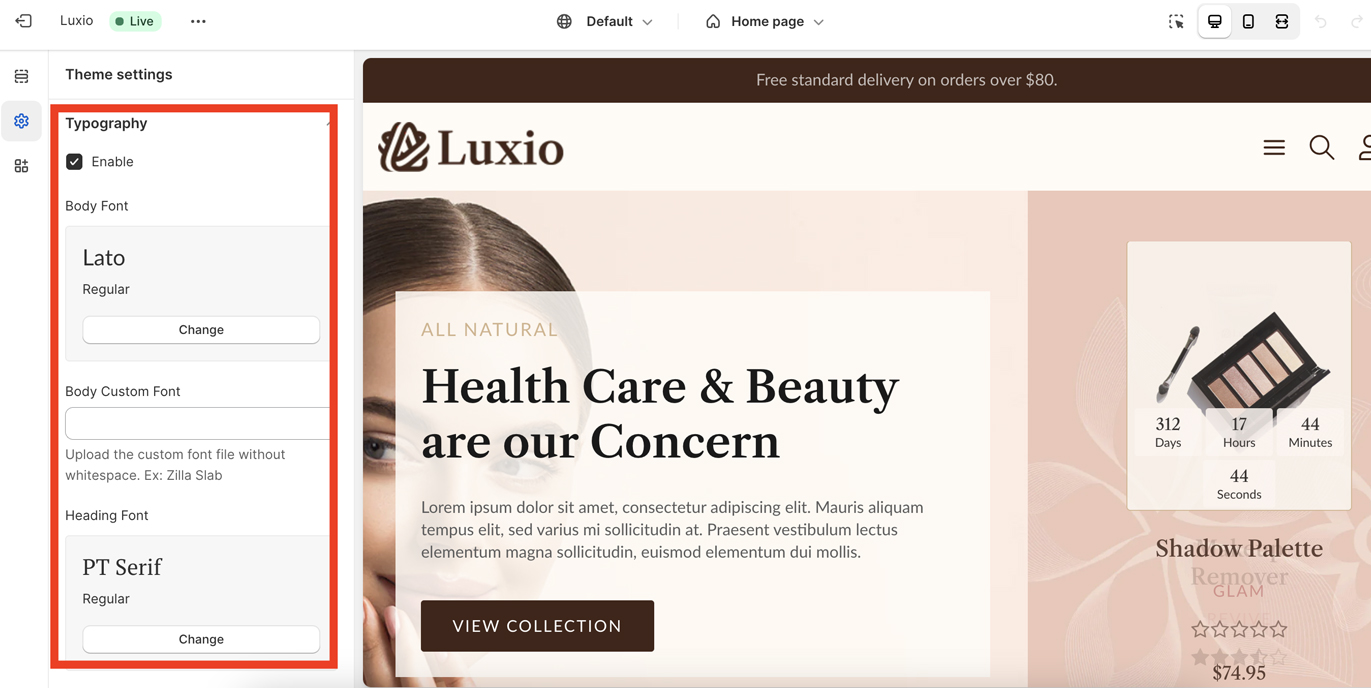 Luxio
Live
Default
Home page
Theme settings
Typography
Enable
Body Font
Lato
Regular
Change
Body Custom Font
Upload the custom font file without
whitespace. Ex: Zilla Slab
Heading Font
PT Serif
Regular
Change
Free standard delivery on orders over $80.
Luxio
ALL NATURAL
Health Care & Beauty
are our Concern
Lorem ipsum dolor sit amet, consectetur adipiscing elit. Mauris aliquam
tempus elit, sed varius mi sollicitudin at. Praesent vestibulum lectus
elementum magna sollicitudin, euismod elementum dui mollis.
VIEW COLLECTION
312
Days
17
Hours
44
Minutes
44
Seconds
Shadow Palette
Remover
GLAM
$74.95